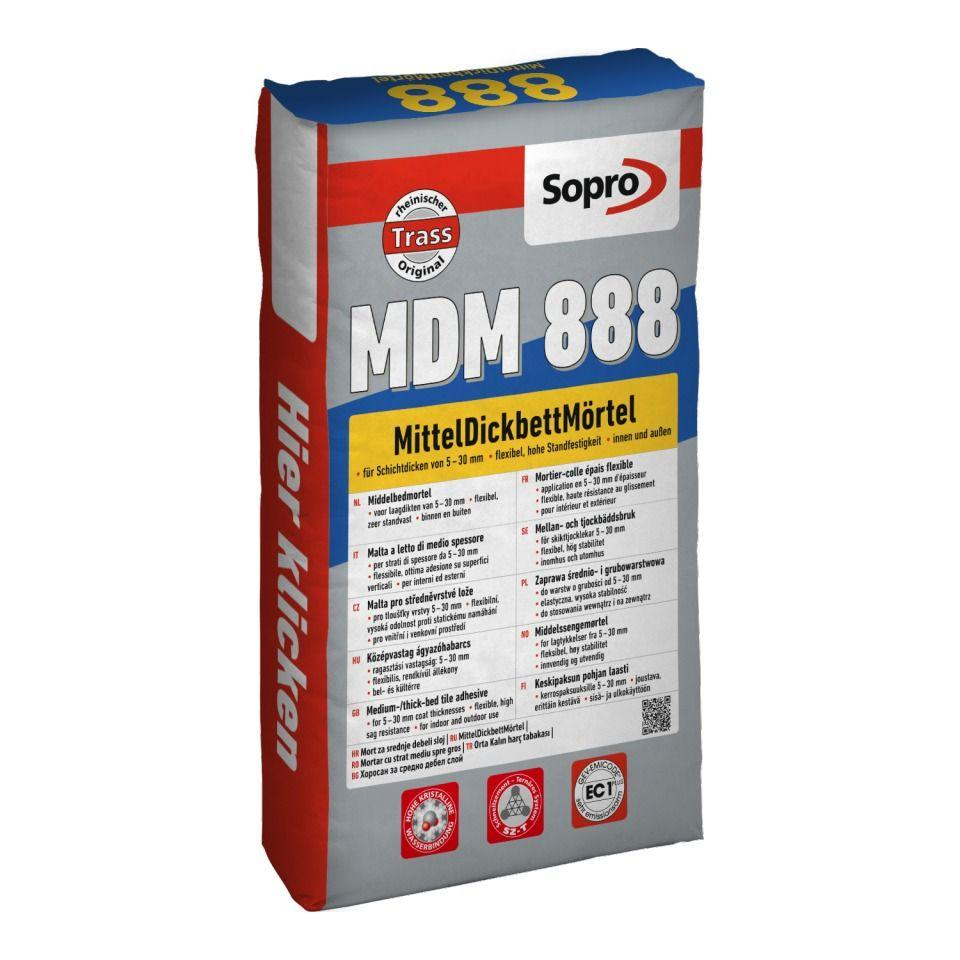 888
MittelDickbettMörtel
Sopro
rheinischer
Trass
Original
MDM 888
MittelDickbettMörtel
• für Schichtdicken von 5–30 mm • flexibel, hohe Standfestigkeit • innen und außen
NL Middelbedmortel
• voor laagdikten van 5–30 mm • flexibel,
zeer standvast • binnen en buiten
IT Malta a letto di medio spessore
• per strati di spessore da 5–30 mm
• flessibile, ottima adesione su superfici
verticali • per interni ed esterni
CZ Malta pro středněvrstvé lože
• pro tloušťky vrstvy 5–30 mm • flexibilní,
vysoká odolnost proti statickému namáhání
• pro vnitřní i venkovní prostředí
HU Középvastag ágyazóhabarcs
• ragasztási vastagság: 5–30 mm
• flexibilis, rendkívül állékony
• bel- és kültérre
GB Medium-/thick-bed tile adhesive
• for 5–30 mm coat thicknesses • flexible, high
sag resistance • for indoor and outdoor use
FR Mortier-colle épais flexible
• application en 5–30 mm d'épaisseur
• flexible, haute résistance au glissement
• pour intérieur et extérieur
SE Mellan- och tjockbäddsbruk
• för skikttjocklekar 5–30 mm
• flexibel, hög stabilitet
• inomhus och utomhus
PL Zaprawa średnio- i grubowarstwowa
• do warstw o grubości od 5–30 mm
• elastyczna, wysoka stabilność
• do stosowania wewnątrz i na zewnątrz
NO Middelssengemørtel
• for lagtykkelser fra 5–30 mm
• fleksibel, høy stabilitet
• innvendig og utvendig
FI Keskipaksun pohjan laasti
• kerrospaksuuksille 5–30 mm • joustava,
erittäin kestävä • sisä- ja ulkokäyttöön
HR Mort za srednje debeli sloj | RU MittelDickbettMörtel |
RO Mortar cu strat mediu spre gros | TR Orta Kalın harç tabakası |
BG Хоросан за средно дебел слой
HOHE KRISTALLINE
WASSERBINDUNG
Schnellzement – Ternäres System
SZ-T
GEV-EMICODE
EC1 PLUS
sehr emissionsarm
Hier Klicken